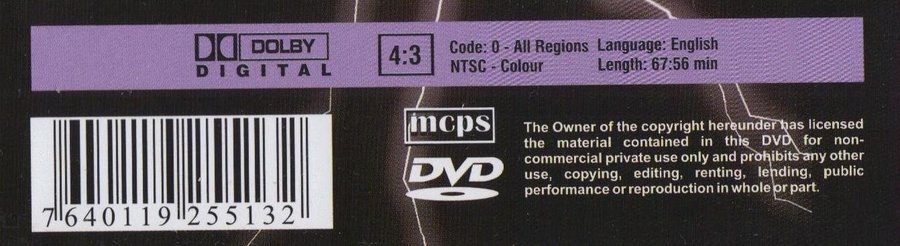 DOLBY
DIGITAL
4:3
Code: 0 - All Regions Language: English
NTSC - Colour Length: 67:56 min
mcps
DVD
The Owner of the copyright hereunder has licensed
the material contained in this DVD for non-
commercial private use only and prohibits any other
use, copying, editing, renting, lending, public
performance or reproduction in whole or part.
7 640119 255132